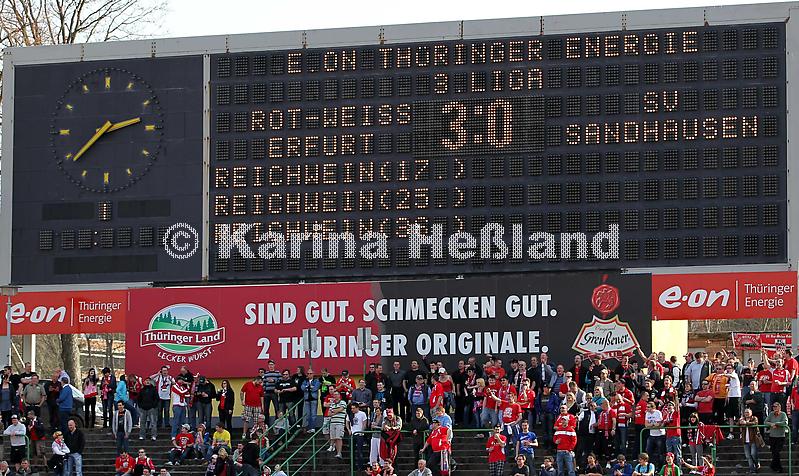 E.ON THÜRINGER ENERGIE
3. LIGA
ROT-WEISS ERFURT 3:0 SV SANDHAUSEN
REICHWEIN(17.)
REICHWEIN(25.)
© Karina Heßland
e·on Thüringer Energie
Thüringer Land
LECKER WURST.
SIND GUT. SCHMECKEN GUT.
2 THÜRINGER ORIGINALE.
Greußener
e·on Thüringer Energie